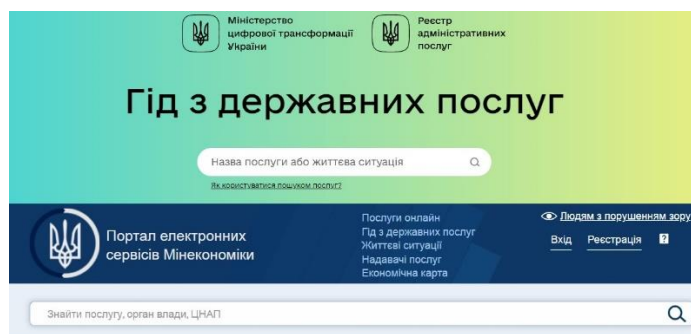 Міністерство
цифрової трансформації
України
Реєстр
адміністративних
послуг
Гід з державних послуг
Назва послуги або життєва ситуація
Як користуватися пошуком послуг?
Портал електронних
сервісів Мінекономіки
Послуги онлайн
Гід з державних послуг
Життєві ситуації
Надавачі послуг
Економічна карта
Людям з порушенням зору
Вхід Реєстрація ?
Знайти послугу, орган влади, ЦНАП